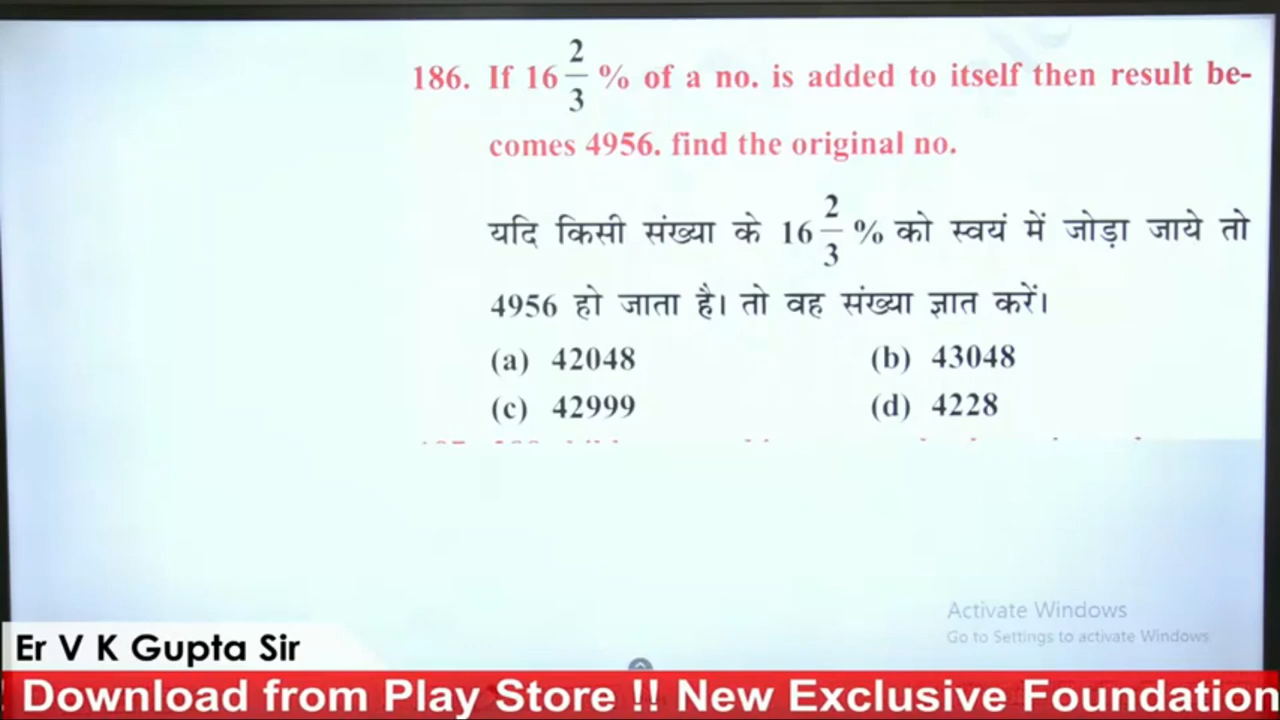 186. If 16 2/3 % of a no. is added to itself then result be-
comes 4956. find the original no.
यदि किसी संख्या के 16 2/3 % को स्वयं में जोड़ा जाये तो
4956 हो जाता है। तो वह संख्या ज्ञात करें।
(a) 42048 (b) 43048
(c) 42999 (d) 4228
Activate Windows
Go to Settings to activate Windows
Er V K Gupta Sir
Download from Play Store !! New Exclusive Foundation